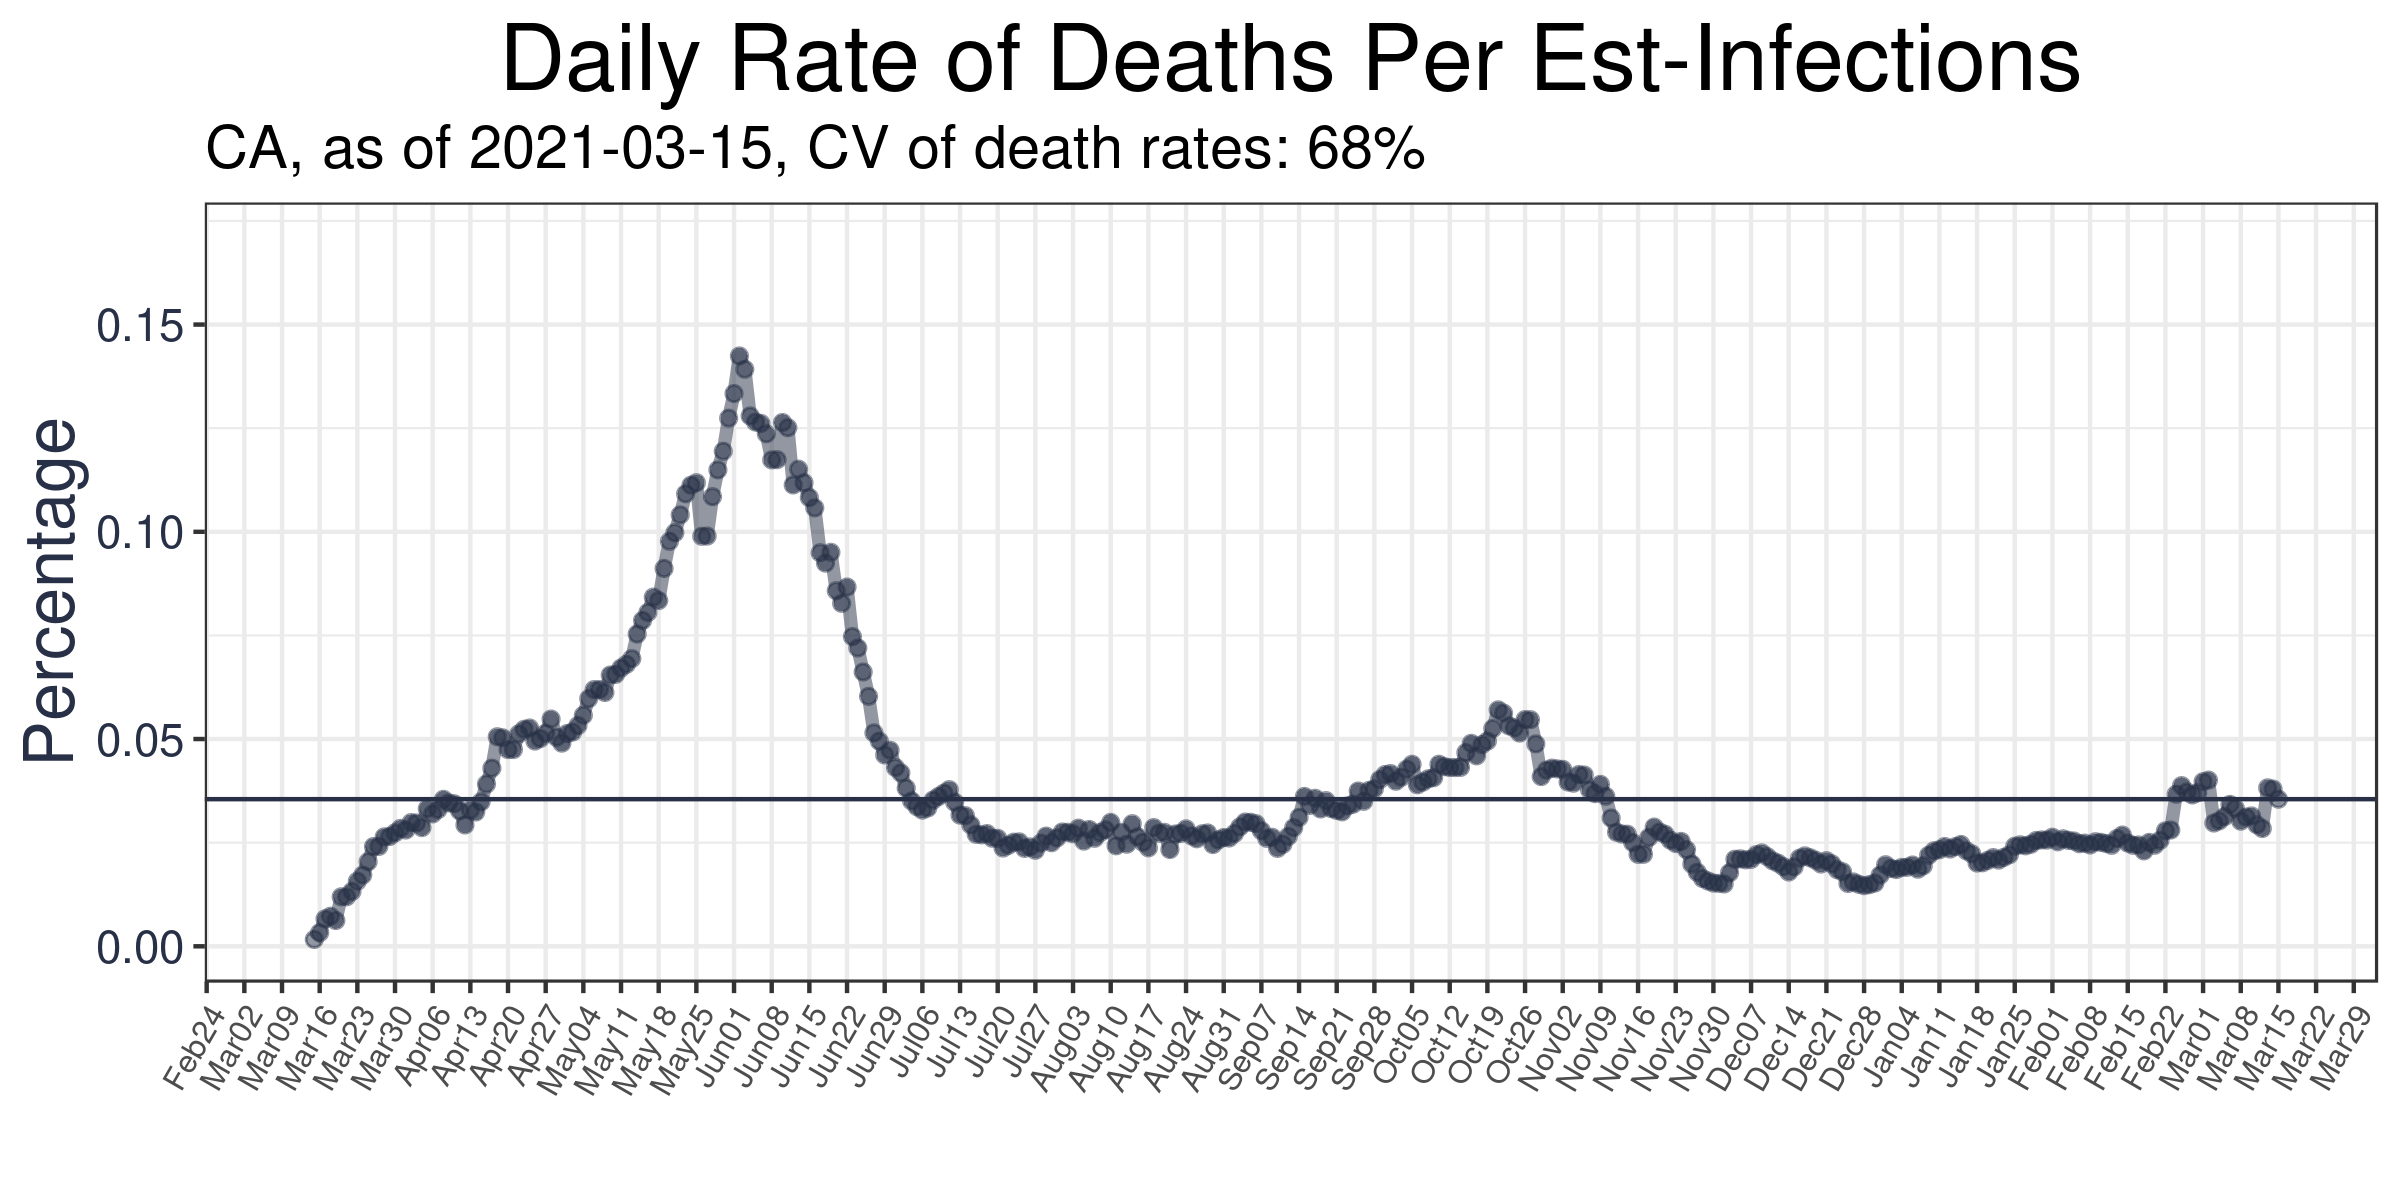 Daily Rate of Deaths Per Est-Infections
CA, as of 2021-03-15, CV of death rates: 68%
Percentage
0.15
0.10
0.05
0.00
Feb24
Mar02
Mar09
Mar16
Mar23
Mar30
Apr06
Apr13
Apr20
Apr27
May04
May11
May18
May25
Jun01
Jun08
Jun15
Jun22
Jun29
Jul06
Jul13
Jul20
Jul27
Aug03
Aug10
Aug17
Aug24
Aug31
Sep07
Sep14
Sep21
Sep28
Oct05
Oct12
Oct19
Oct26
Nov02
Nov09
Nov16
Nov23
Nov30
Dec07
Dec14
Dec21
Dec28
Jan04
Jan11
Jan18
Jan25
Feb01
Feb08
Feb15
Feb22
Mar01
Mar08
Mar15
Mar22
Mar29